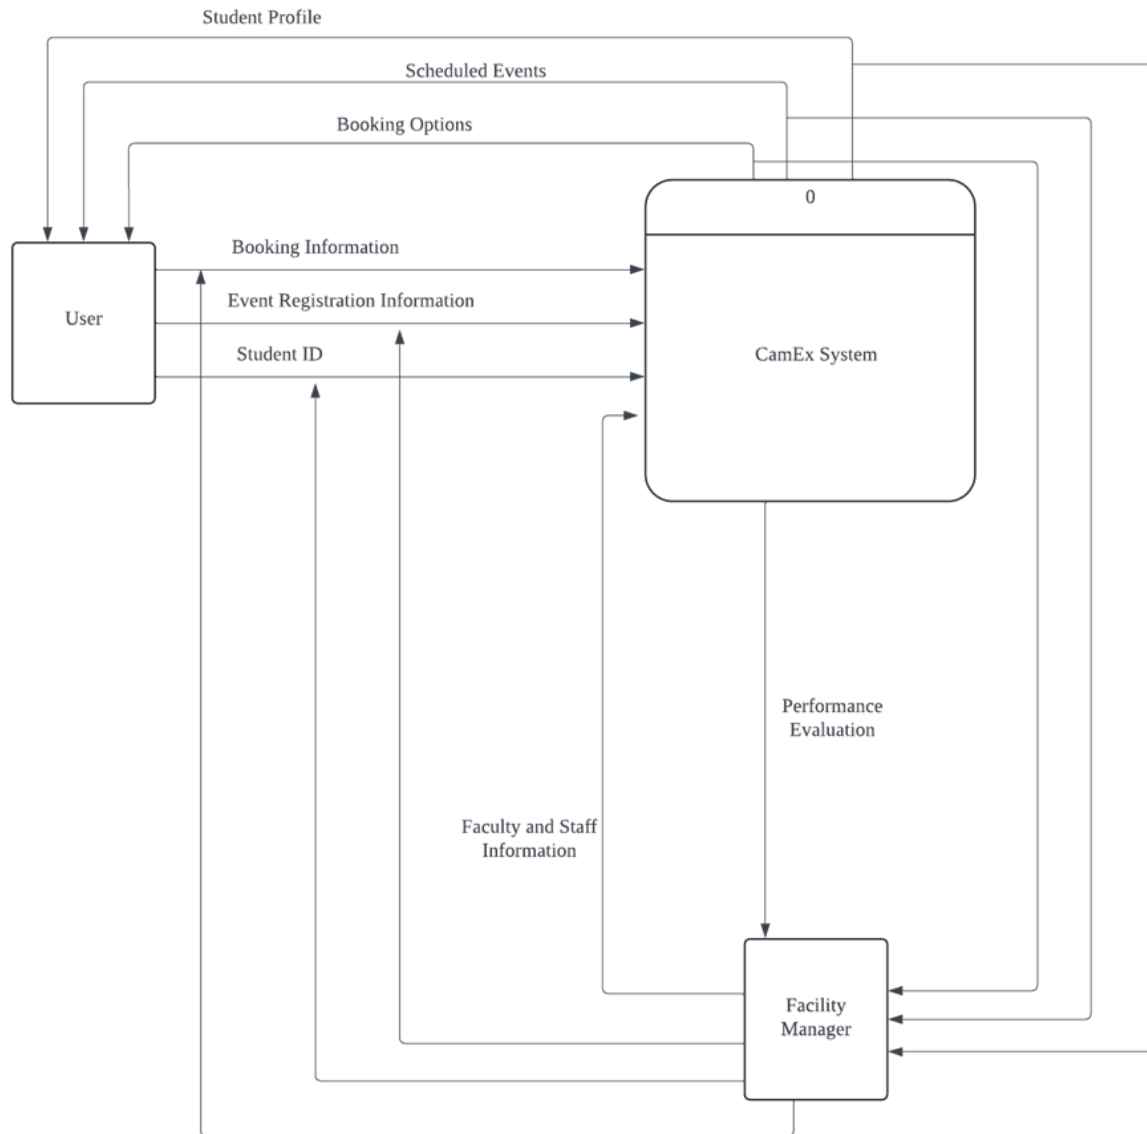 Student Profile
Scheduled Events
Booking Options
0
Booking Information
User
Event Registration Information
Student ID
CamEx System
Performance
Evaluation
Faculty and Staff
Information
Facility
Manager